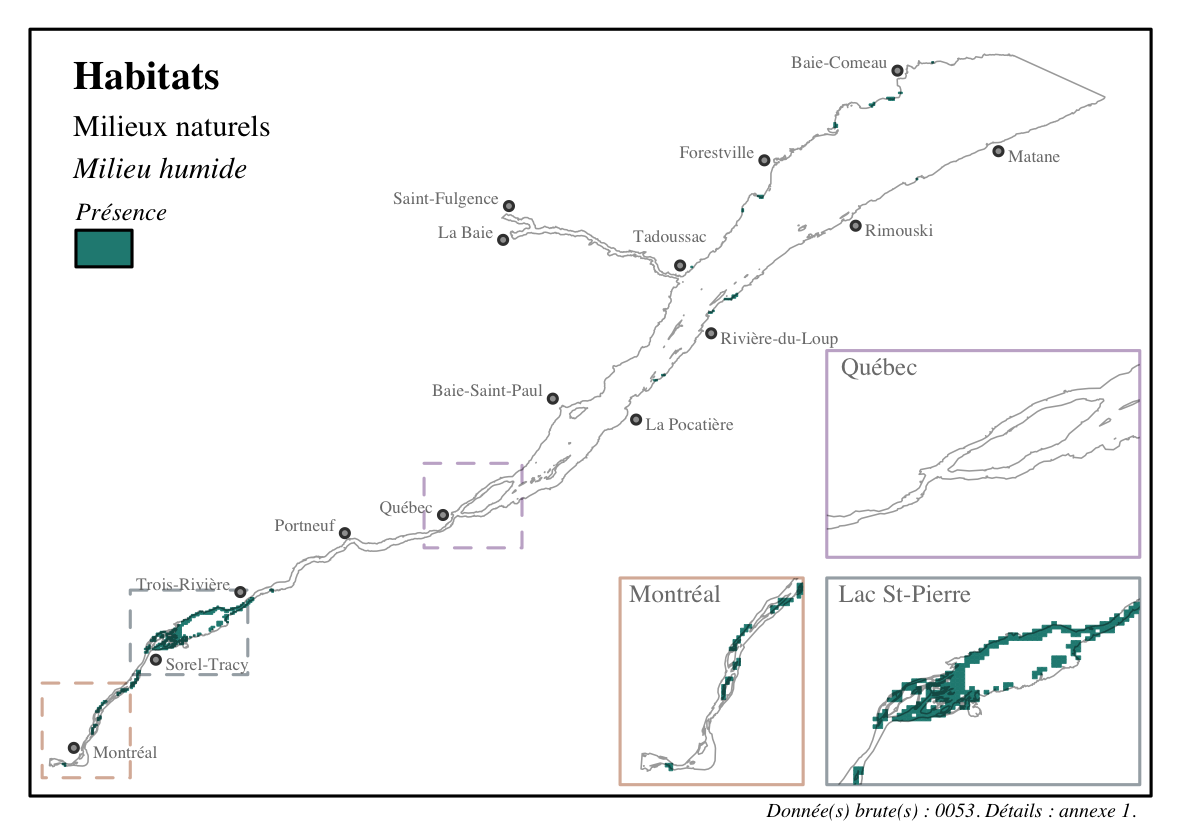 Habitats
Milieux naturels
Milieu humide
Présence
Baie-Comeau
Matane
Forestville
Saint-Fulgence
La Baie
Tadoussac
Rimouski
Rivière-du-Loup
Baie-Saint-Paul
La Pocatière
Québec
Portneuf
Trois-Rivière
Sorel-Tracy
Montréal
Québec
Montréal
Lac St-Pierre
Donnée(s) brute(s) : 0053. Détails : annexe 1.